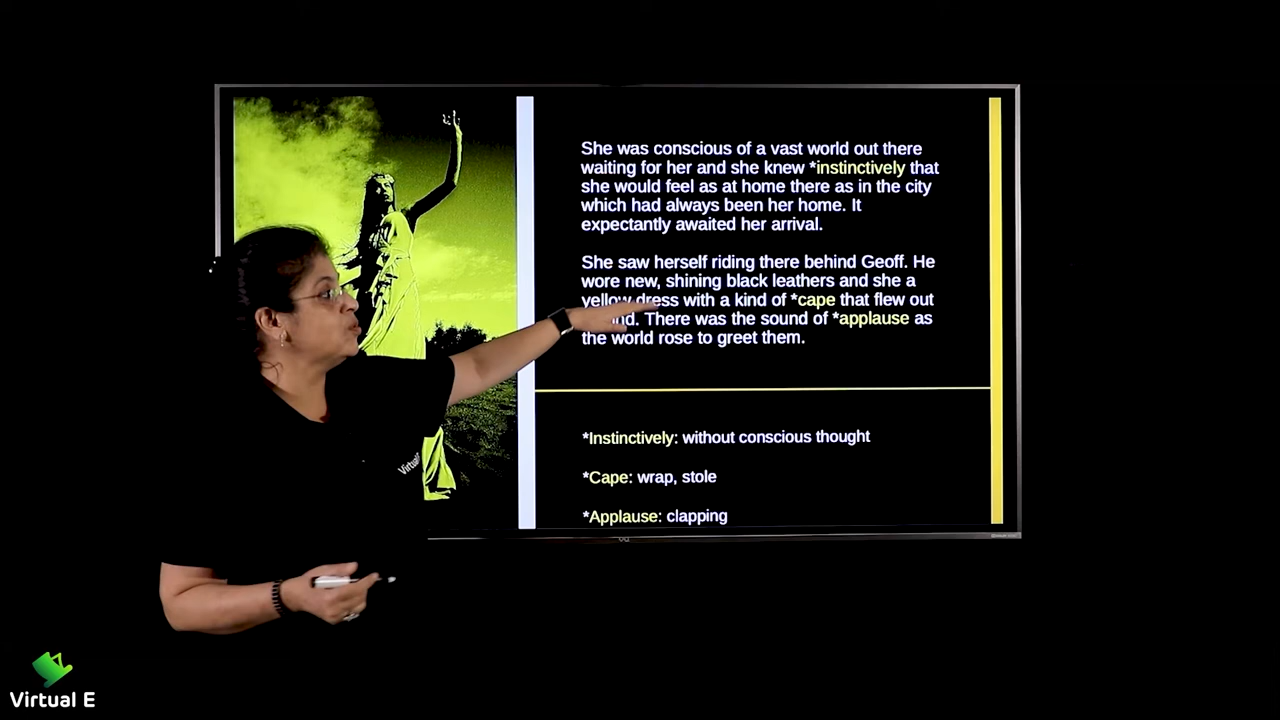 She was conscious of a vast world out there
waiting for her and she knew *instinctively that
she would feel as at home there as in the city
which had always been her home. It
expectantly awaited her arrival.
She saw herself riding there behind Geoff. He
wore new, shining black leathers and she a
yellow dress with a kind of *cape that flew out
There was the sound of *applause as
the world rose to greet them.
*Instinctively: without conscious thought
*Cape: wrap, stole
*Applause: clapping
Virtual E